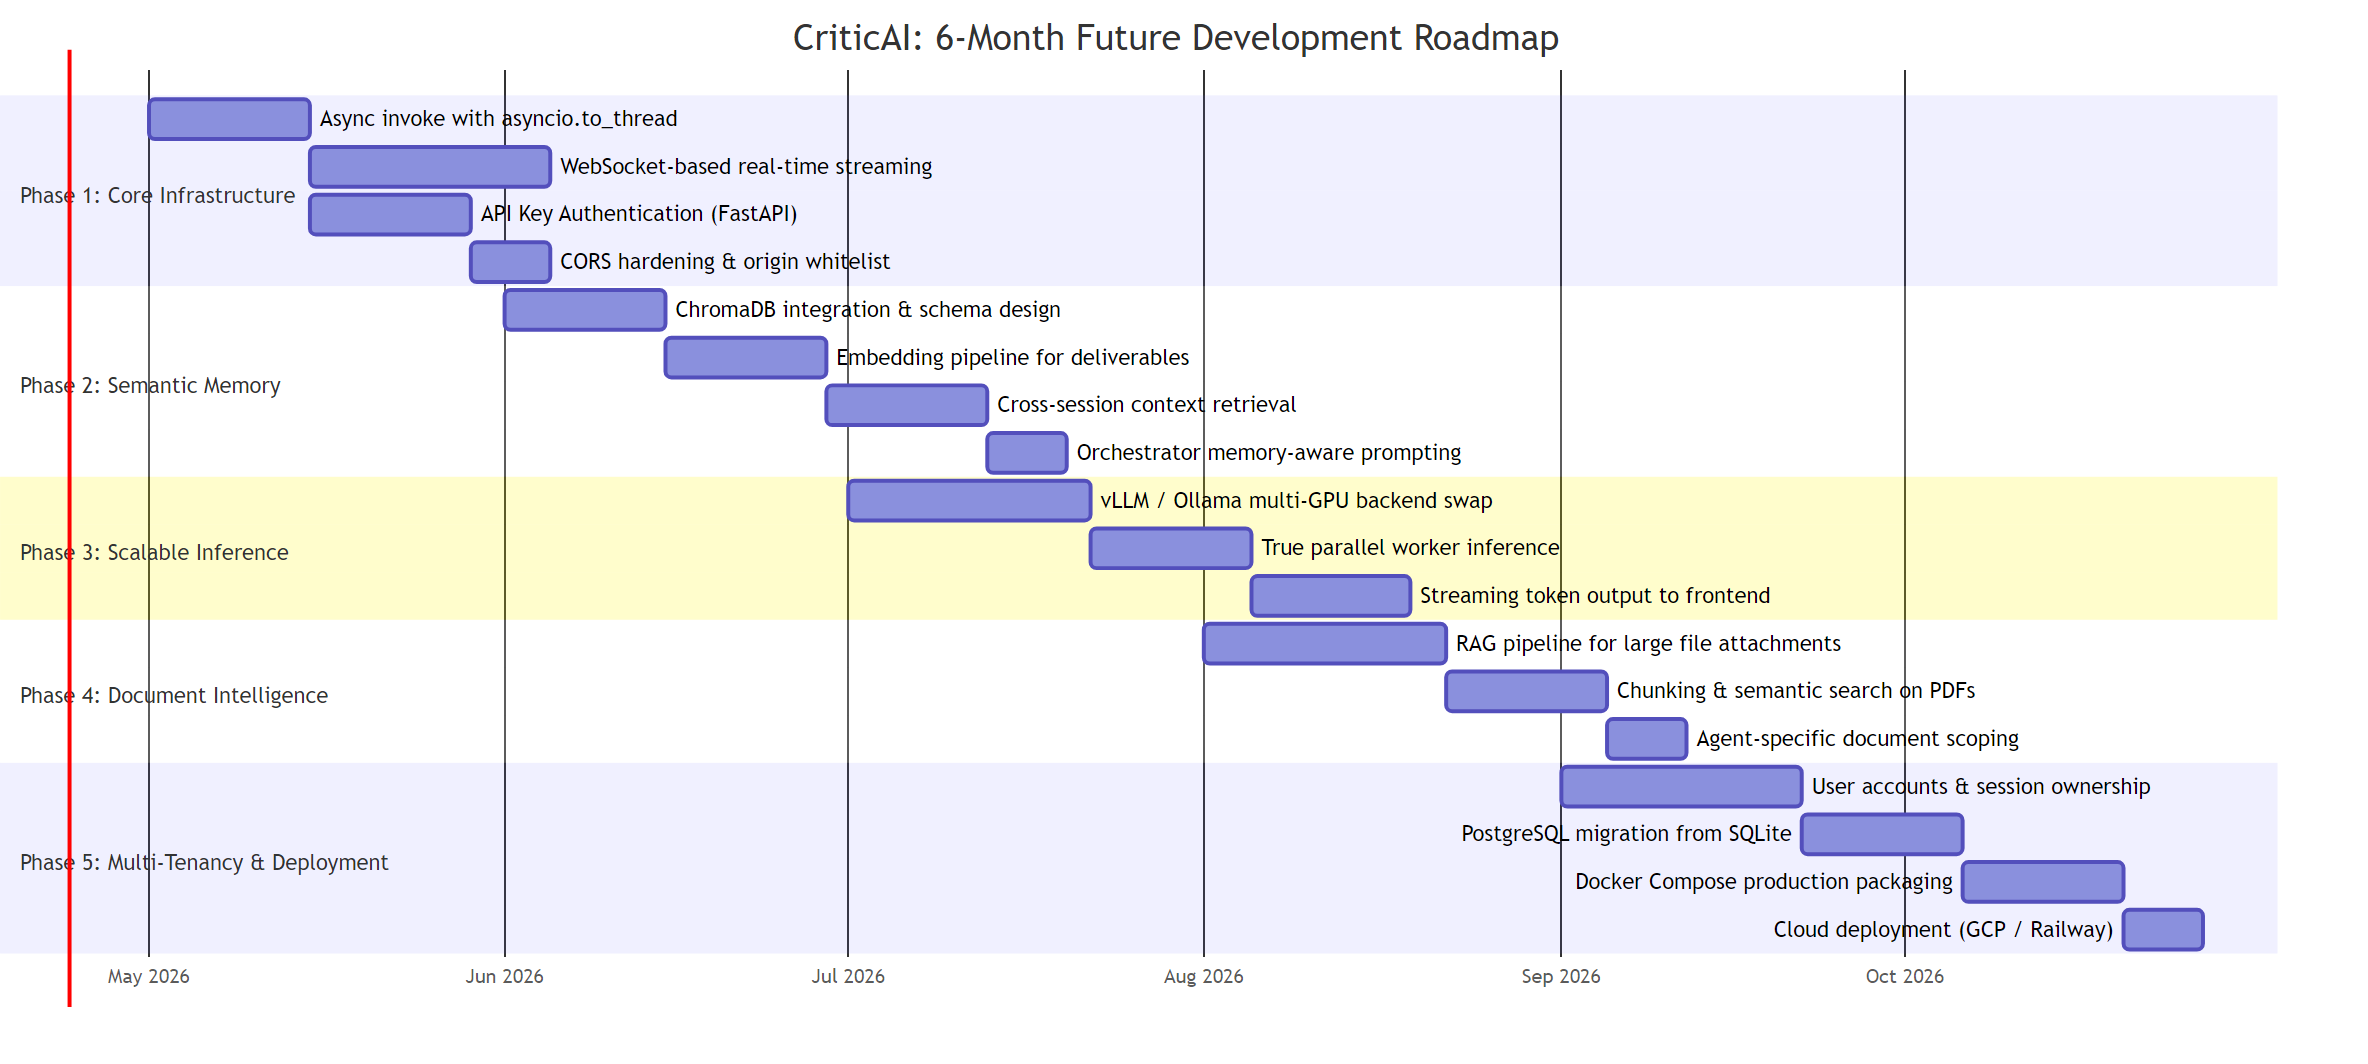 CriticAI: 6-Month Future Development Roadmap
Phase 1: Core Infrastructure
Async invoke with asyncio.to_thread
WebSocket-based real-time streaming
API Key Authentication (FastAPI)
CORS hardening & origin whitelist
Phase 2: Semantic Memory
ChromaDB integration & schema design
Embedding pipeline for deliverables
Cross-session context retrieval
Orchestrator memory-aware prompting
Phase 3: Scalable Inference
vLLM / Ollama multi-GPU backend swap
True parallel worker inference
Streaming token output to frontend
Phase 4: Document Intelligence
RAG pipeline for large file attachments
Chunking & semantic search on PDFs
Agent-specific document scoping
Phase 5: Multi-Tenancy & Deployment
User accounts & session ownership
PostgreSQL migration from SQLite
Docker Compose production packaging
Cloud deployment (GCP / Railway)
May 2026
Jun 2026
Jul 2026
Aug 2026
Sep 2026
Oct 2026